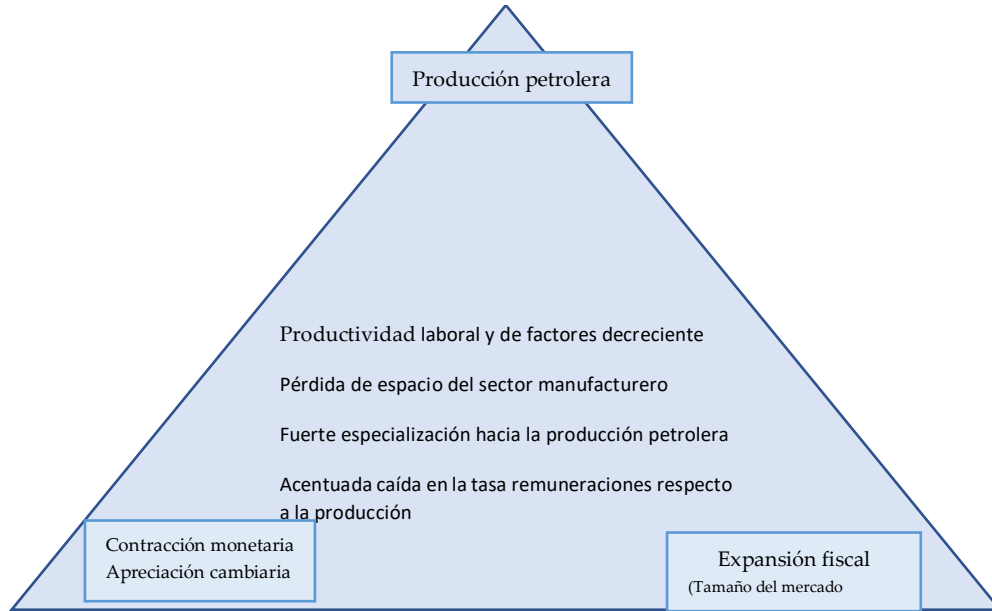 Producción petrolera
Productividad laboral y de factores decreciente
Pérdida de espacio del sector manufacturero
Fuerte especialización hacia la producción petrolera
Acentuada caída en la tasa remuneraciones respecto
a la producción
Contracción monetaria
Apreciación cambiaria
Expansión fiscal
(Tamaño del mercado